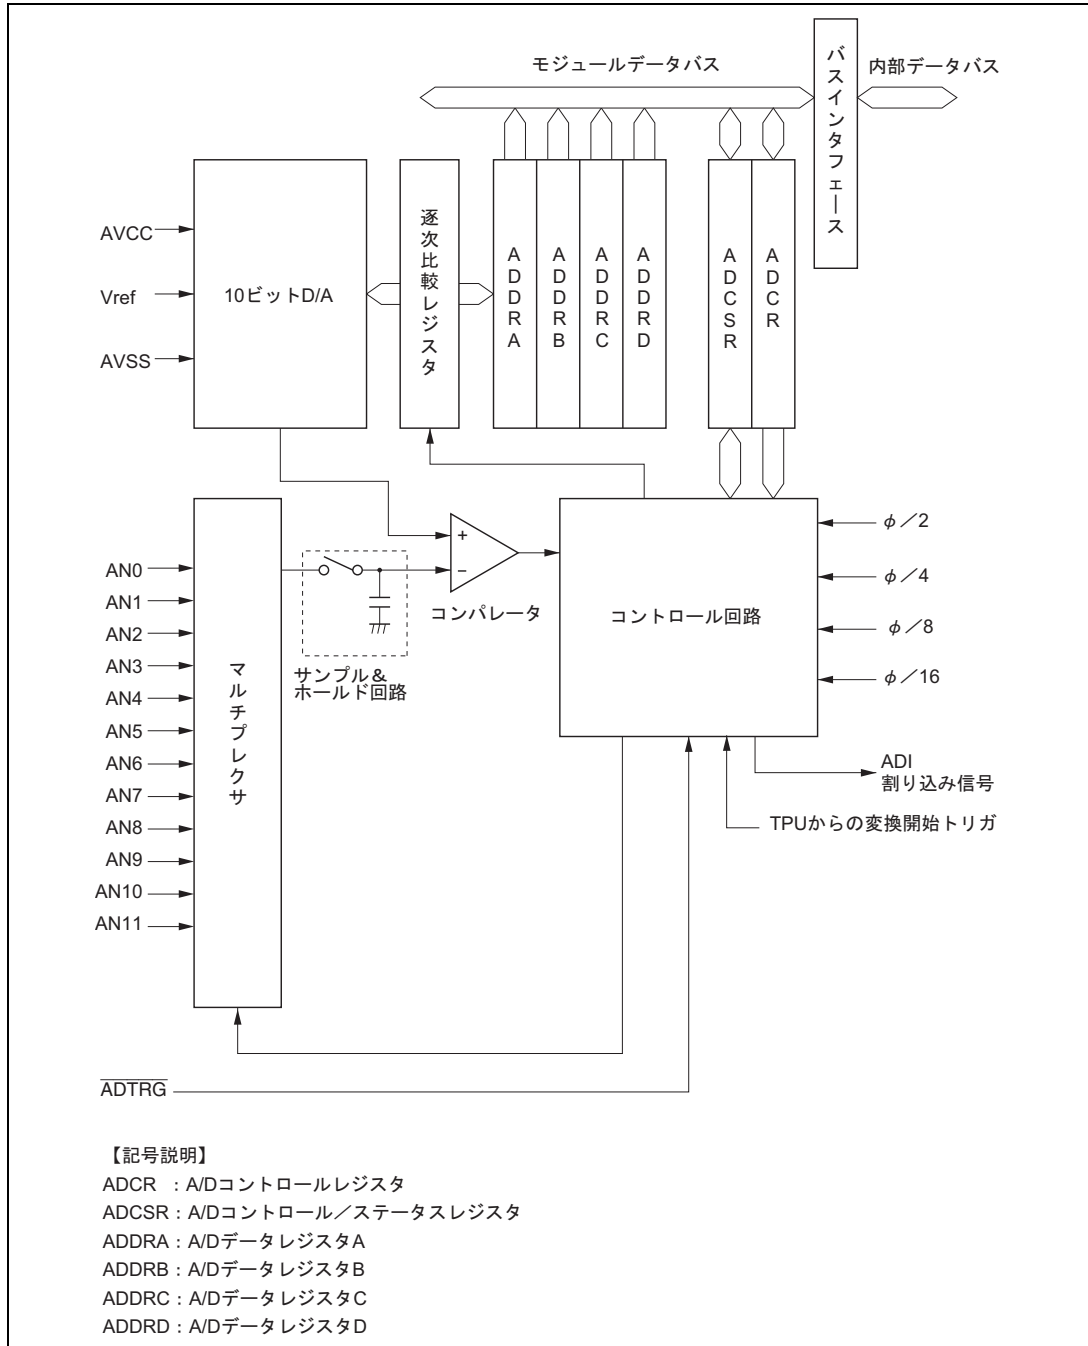 モジュールデータバス
バスインタフェース
内部データバス
AVCC
Vref
AVSS
10ビットD/A
逐次比較レジスタ
ADDRA
ADDRB
ADDRC
ADDRD
ADCSR
ADCR
AN0
AN1
AN2
AN3
AN4
AN5
AN6
AN7
AN8
AN9
AN10
AN11
マルチプレクサ
サンプル&
ホールド回路
+
−
コンパレータ
コントロール回路
φ/2
φ/4
φ/8
φ/16
ADI
割り込み信号
TPUからの変換開始トリガ
ADTRG
【記号説明】
ADCR :A/Dコントロールレジスタ
ADCSR:A/Dコントロール/ステータスレジスタ
ADDRA:A/DデータレジスタA
ADDRB:A/DデータレジスタB
ADDRC:A/DデータレジスタC
ADDRD:A/DデータレジスタD